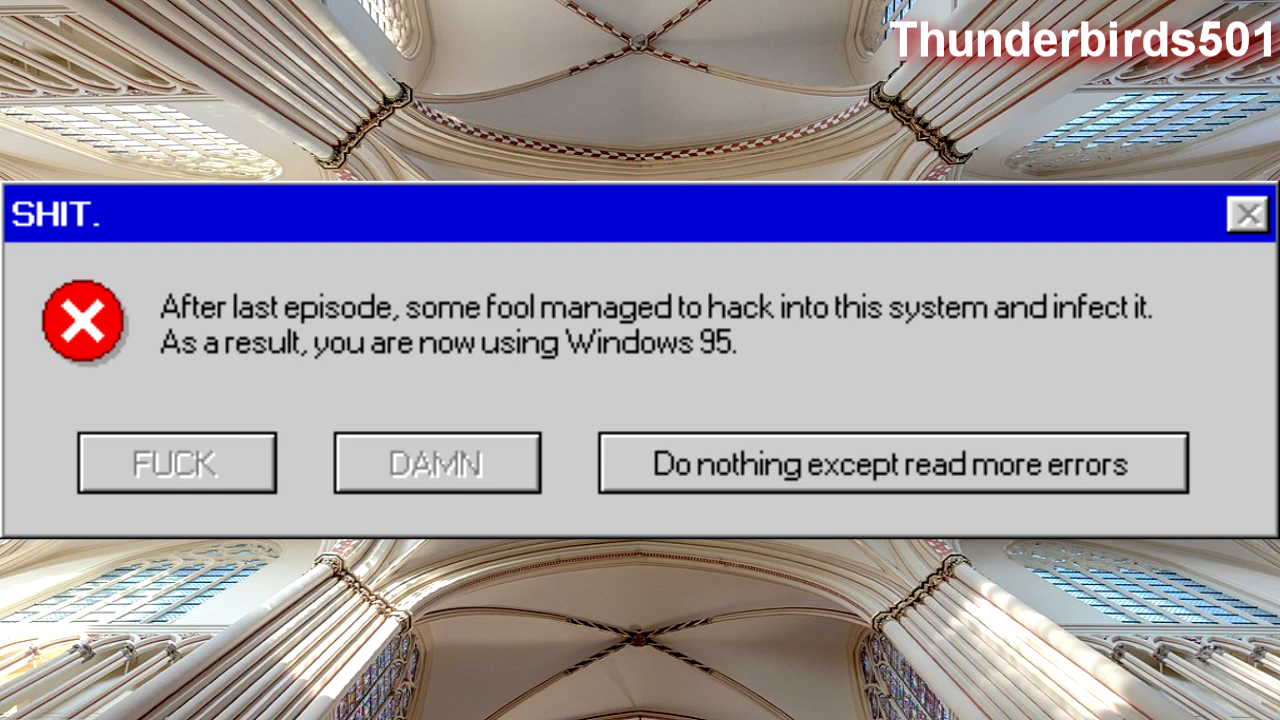 Thunderbirds501
SHIT.
After last episode, some fool managed to hack into this system and infect it.
As a result, you are now using Windows 95.
FUCK DAMN Do nothing except read more errors